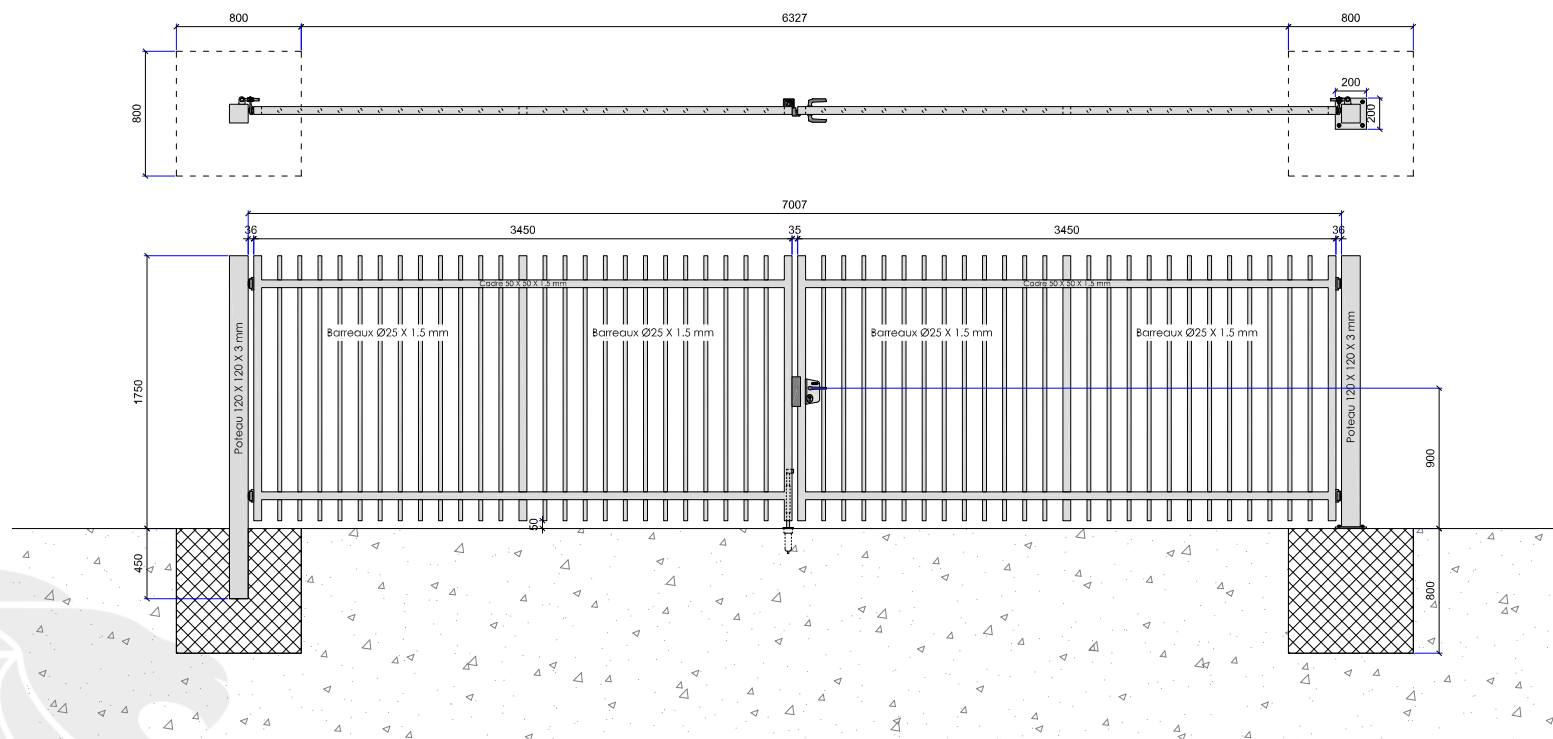 800
6327
800
800
200
200
7007
36
3450
35
3450
36
Cadre 50 X 50 X 1.5 mm
Cadre 50 X 50 X 1.5 mm
Barreaux Ø25 X 1.5 mm
Barreaux Ø25 X 1.5 mm
Barreaux Ø25 X 1.5 mm
Barreaux Ø25 X 1.5 mm
Poteau 120 X 120 X 3 mm
Poteau 120 X 120 X 3 mm
1750
900
50
450
800